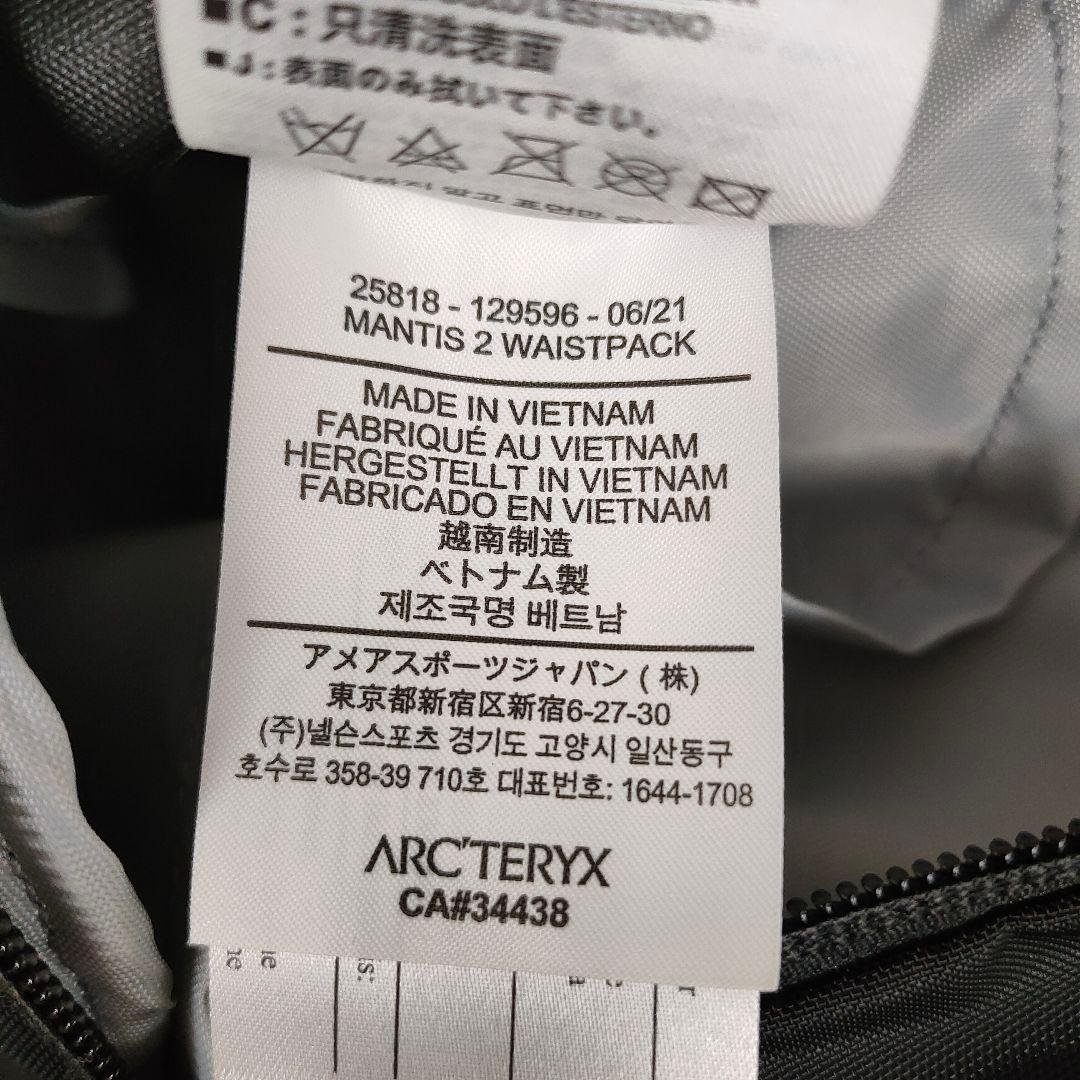 ■C：只清洗表面
■J：表面のみ拭いて下さい。
25818 - 129596 - 06/21
MANTIS 2 WAISTPACK
MADE IN VIETNAM
FABRIQUÉ AU VIETNAM
HERGESTELLT IN VIETNAM
FABRICADO EN VIETNAM
越南制造
ベトナム製
제조국명 베트남
アメアスポーツジャパン ( 株)
東京都新宿区新宿6-27-30
(주)넬슨스포츠 경기도 고양시 일산동구
호수로 358-39 710호 대표번호: 1644-1708
ARC'TERYX
CA#34438